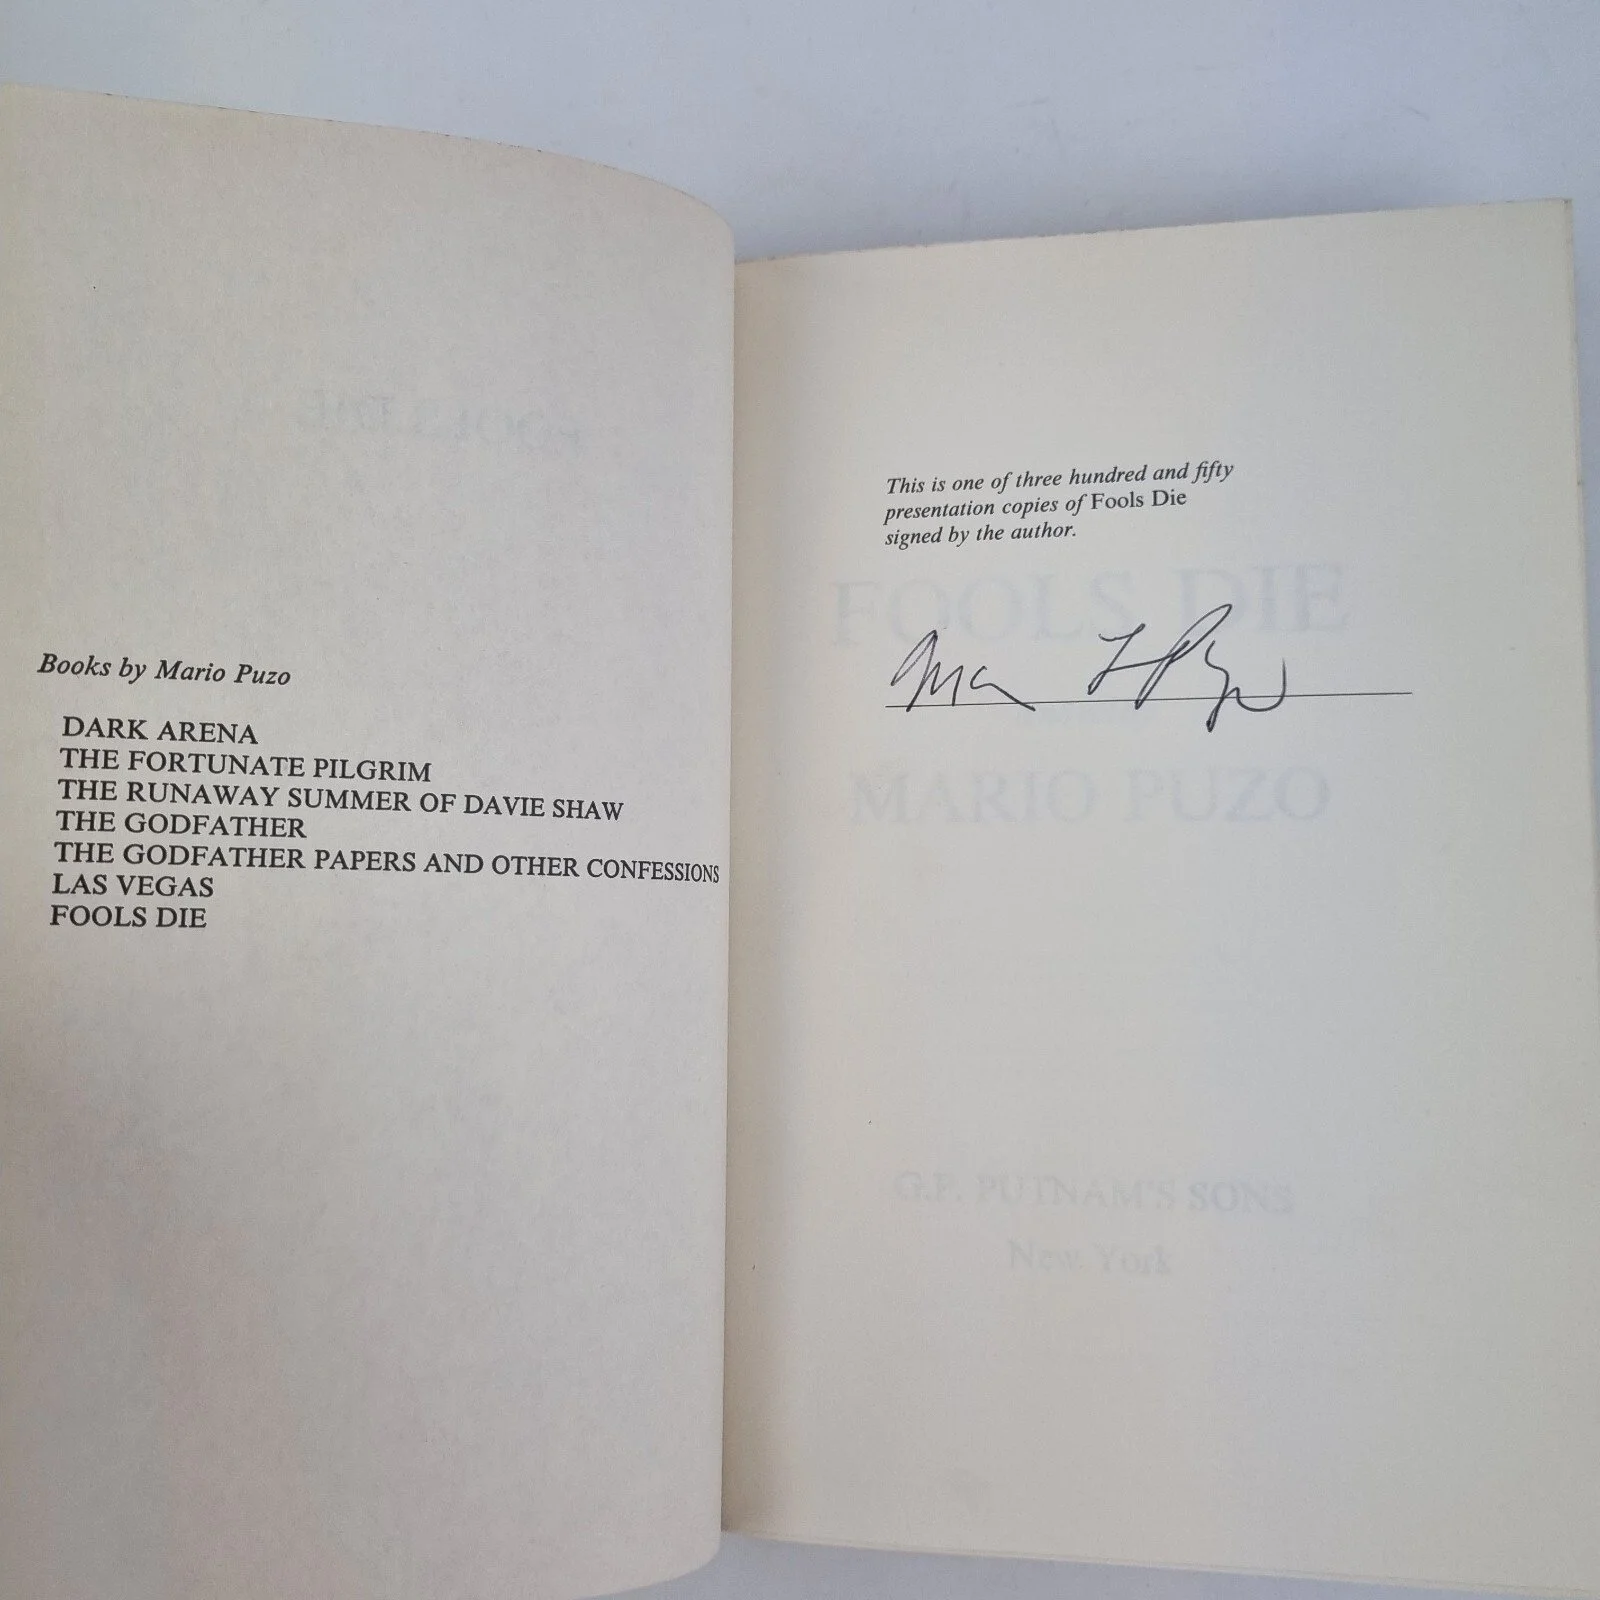 Books by Mario Puzo
DARK ARENA
THE FORTUNATE PILGRIM
THE RUNAWAY SUMMER OF DAVIE SHAW
THE GODFATHER
THE GODFATHER PAPERS AND OTHER CONFESSIONS
LAS VEGAS
FOOLS DIE
This is one of three hundred and fifty
presentation copies of Fools Die
signed by the author.
FOOLS DIE
MARIO PUZO
G.P. PUTNAM'S SONS
New York